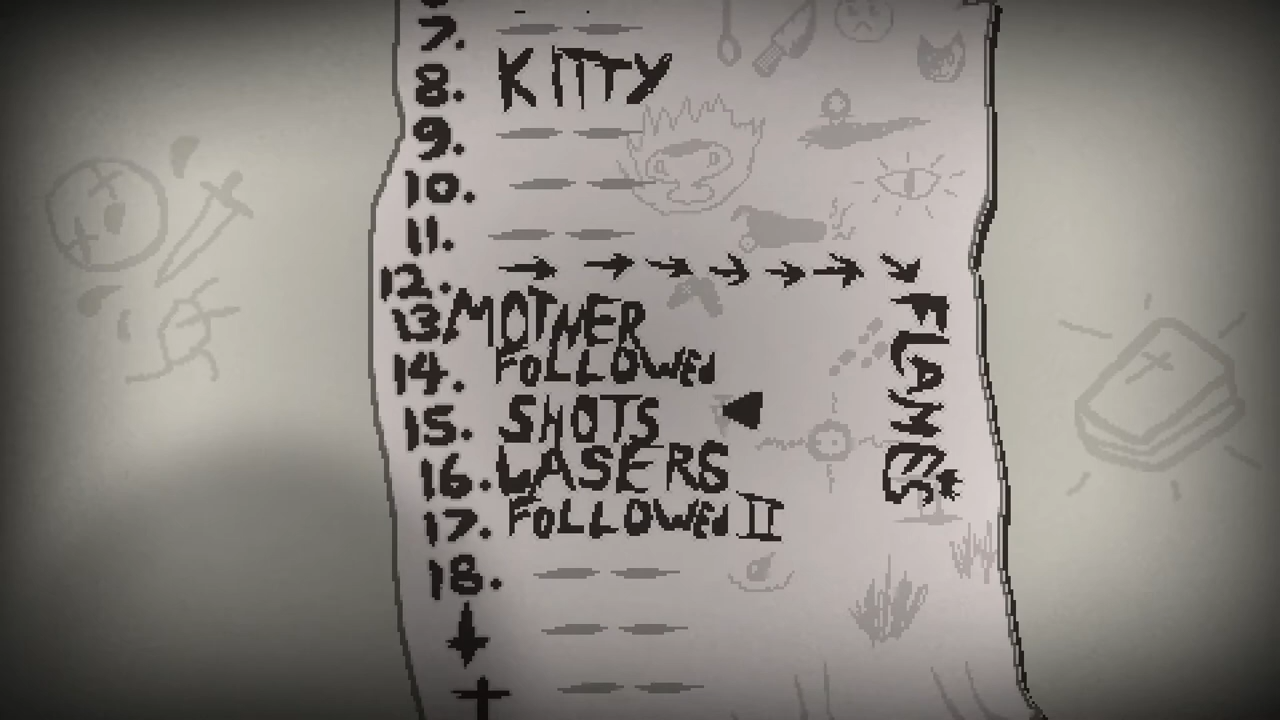 7.
8. KITTY
9.
10.
11.
12. FLAMES
13. MOTHER
14. FOLLOWED
15. SHOTS
16. LASERS
17. FOLLOWED II
18.